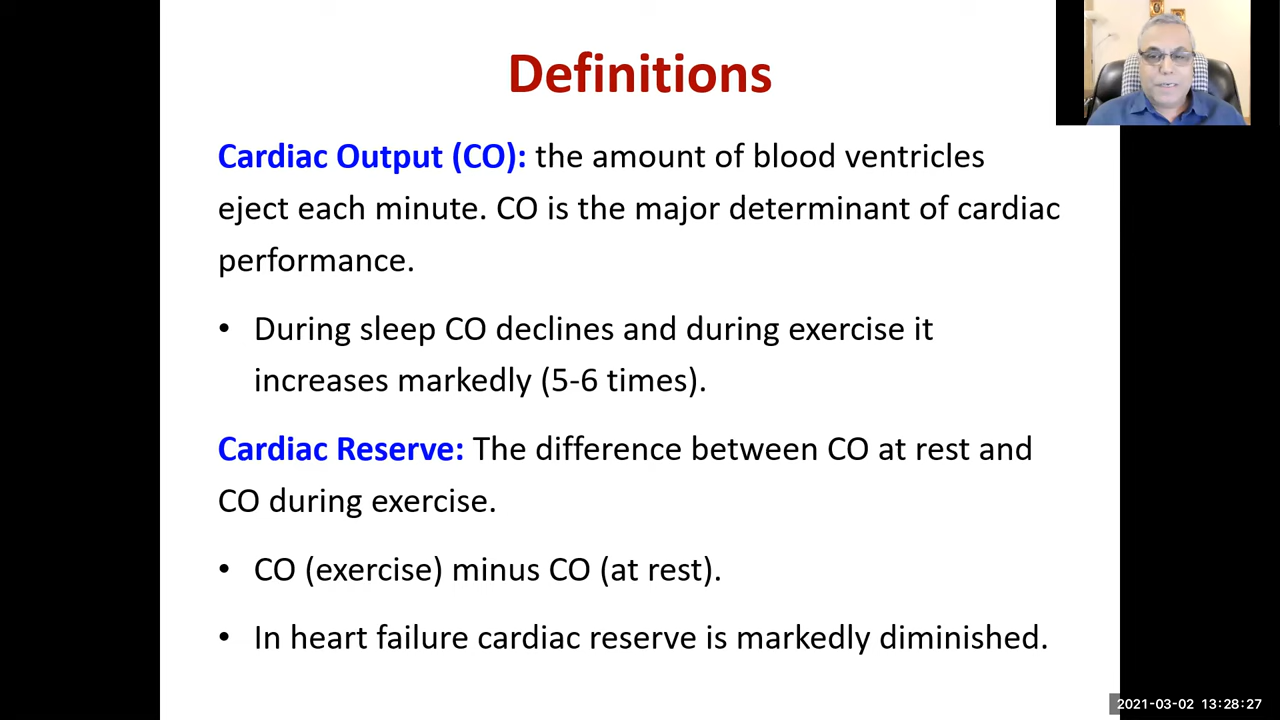 Definitions
Cardiac Output (CO): the amount of blood ventricles
eject each minute. CO is the major determinant of cardiac
performance.
• During sleep CO declines and during exercise it
increases markedly (5-6 times).
Cardiac Reserve: The difference between CO at rest and
CO during exercise.
• CO (exercise) minus CO (at rest).
• In heart failure cardiac reserve is markedly diminished.
2021-03-02 13:28:27